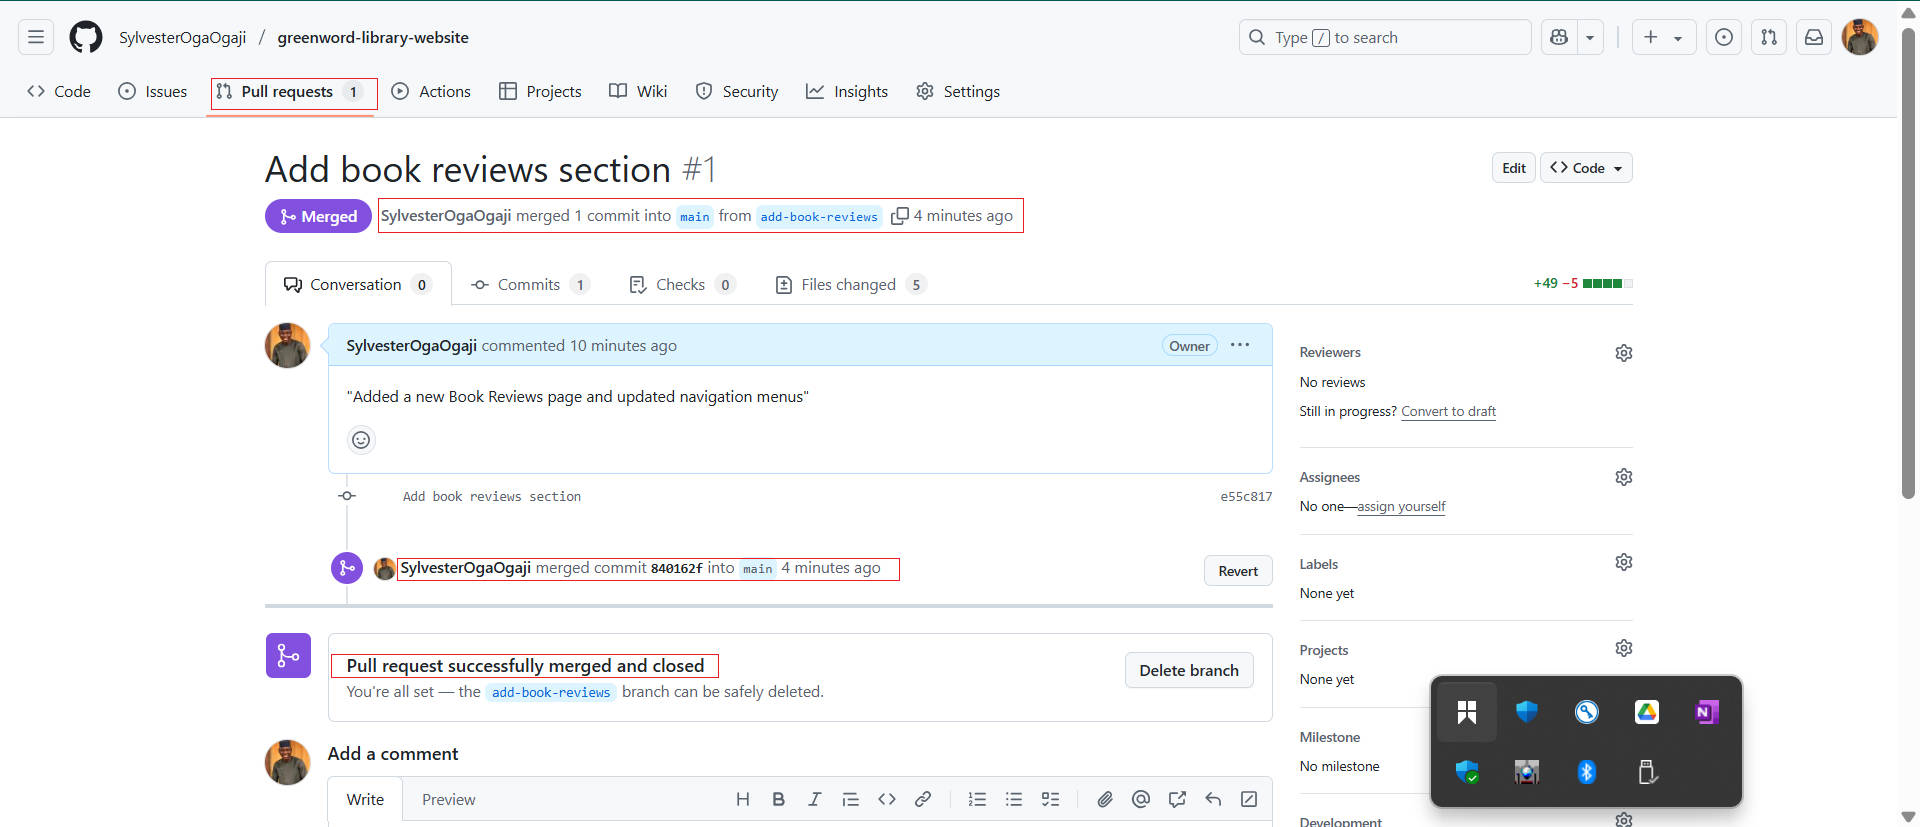 SylvesterOgaOgaji / greenword-library-website
Type / to search
Code
Issues
Pull requests 1
Actions
Projects
Wiki
Security
Insights
Settings
Add book reviews section #1
Edit
Code
Merged
SylvesterOgaOgaji merged 1 commit into main from add-book-reviews 4 minutes ago
Conversation 0
Commits 1
Checks 0
Files changed 5
+49 −5
SylvesterOgaOgaji commented 10 minutes ago
Owner
"Added a new Book Reviews page and updated navigation menus"
Add book reviews section
e55c817
SylvesterOgaOgaji merged commit 840162f into main 4 minutes ago
Revert
Pull request successfully merged and closed
You're all set — the add-book-reviews branch can be safely deleted.
Delete branch
Add a comment
Write
Preview
H B I
Reviewers
No reviews
Still in progress? Convert to draft
Assignees
No one—assign yourself
Labels
None yet
Projects
None yet
Milestone
No milestone
Development
N